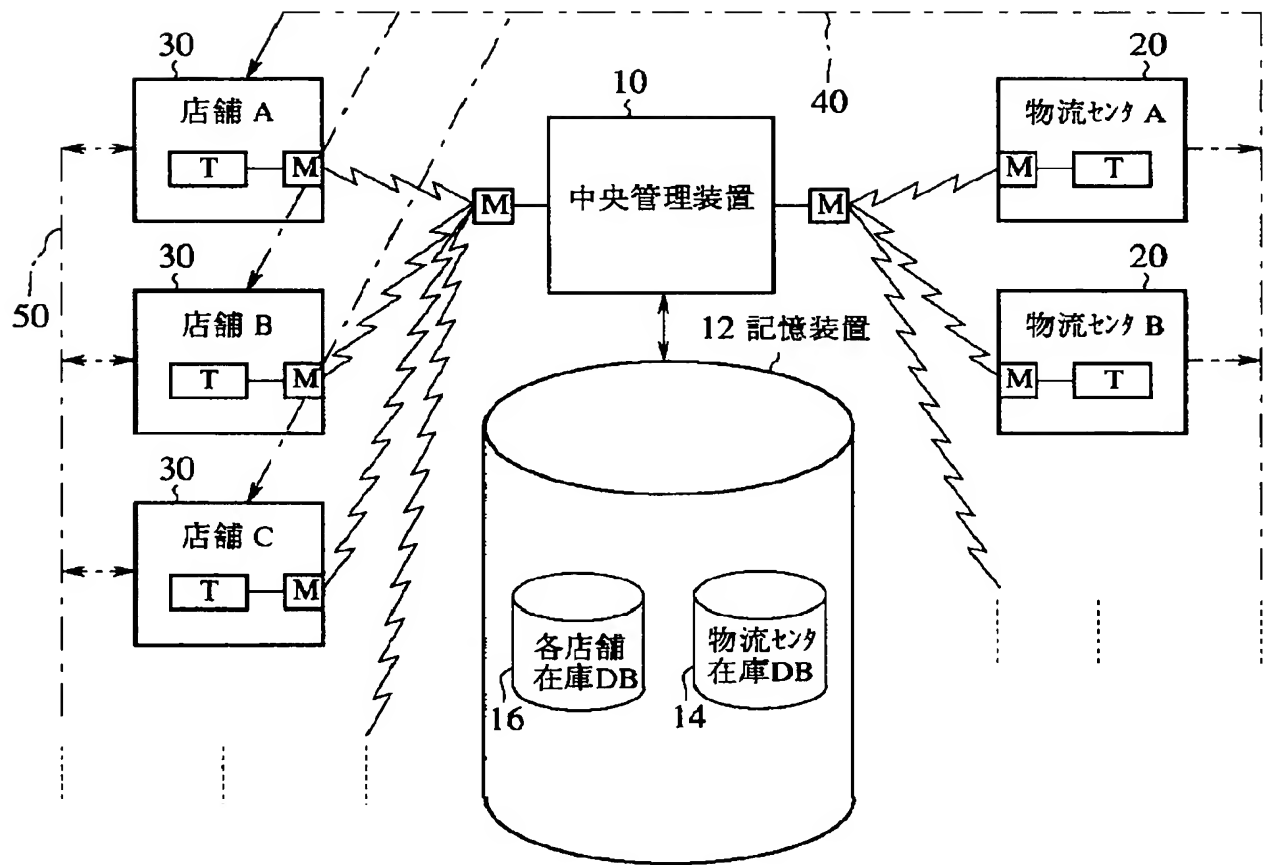 30
店舗 A
T
M
10
中央管理装置
M
M
40
20
物流センタ A
M
T
50
30
店舗 B
T
M
20
物流センタ B
M
T
12 記憶装置
30
店舗 C
T
M
各店舗
在庫DB
16
物流センタ
在庫DB
14